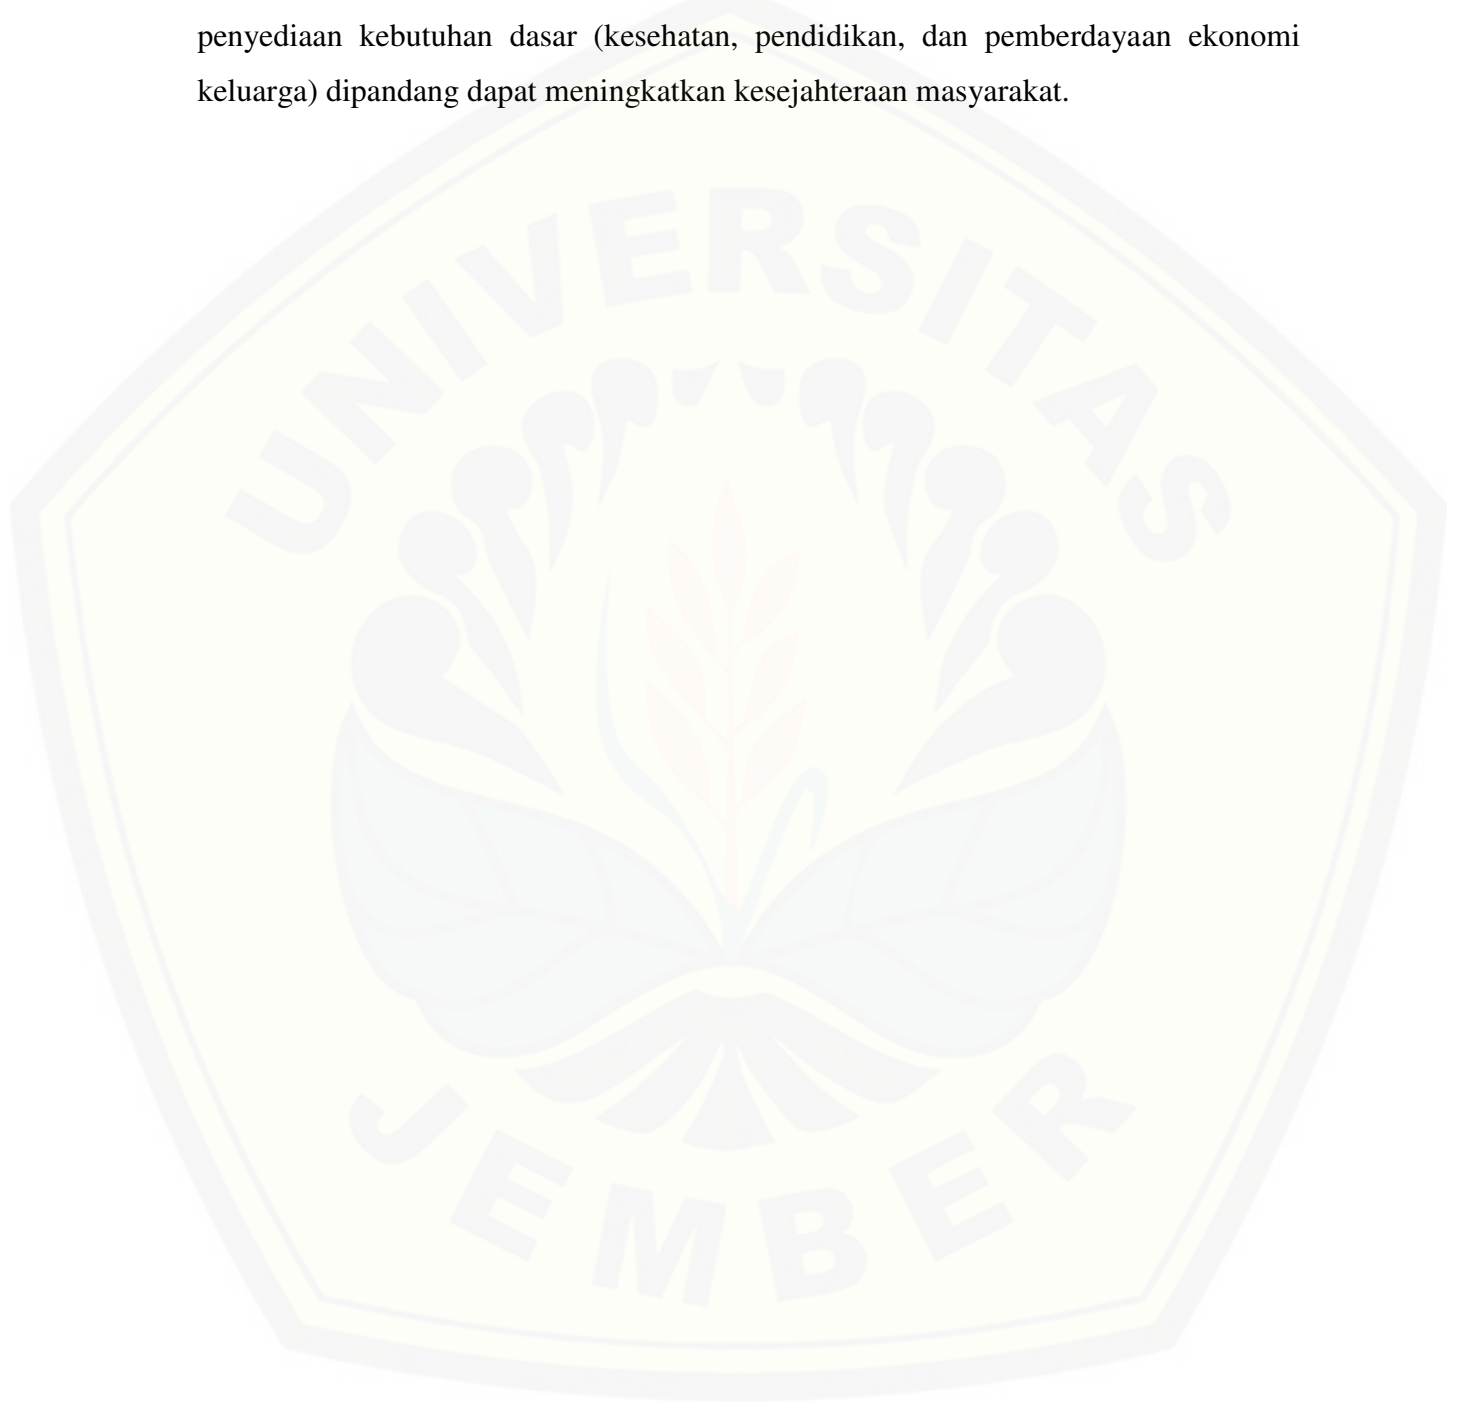 penyediaan kebutuhan dasar (kesehatan, pendidikan, dan pemberdayaan ekonomi
keluarga) dipandang dapat meningkatkan kesejahteraan masyarakat.
UNIVERSITAS
JEMBER